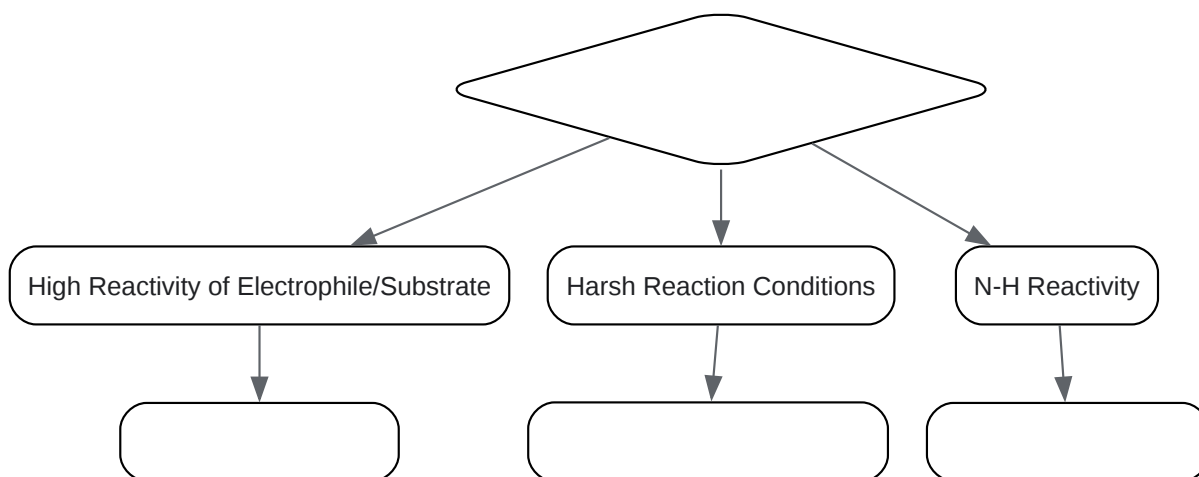 High Reactivity of Electrophile/Substrate
Harsh Reaction Conditions
N-H Reactivity